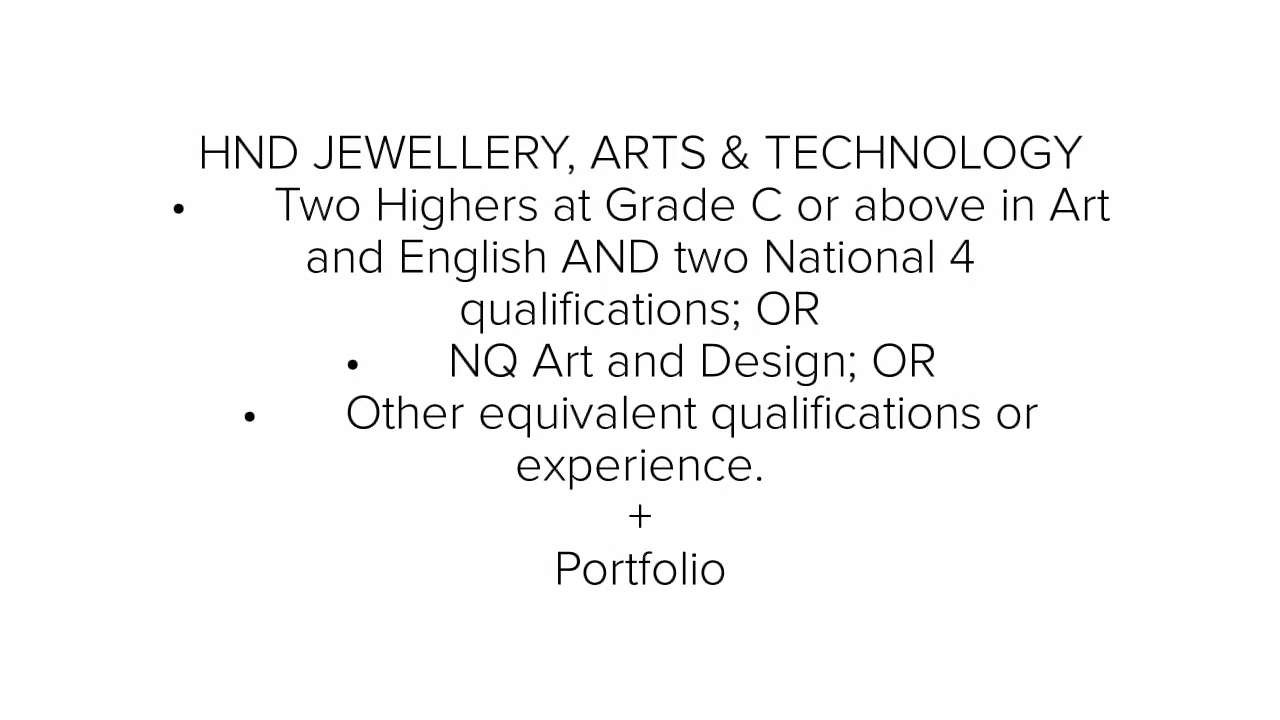 HND JEWELLERY, ARTS & TECHNOLOGY
• Two Highers at Grade C or above in Art
and English AND two National 4
qualifications; OR
• NQ Art and Design; OR
• Other equivalent qualifications or
experience.
+
Portfolio